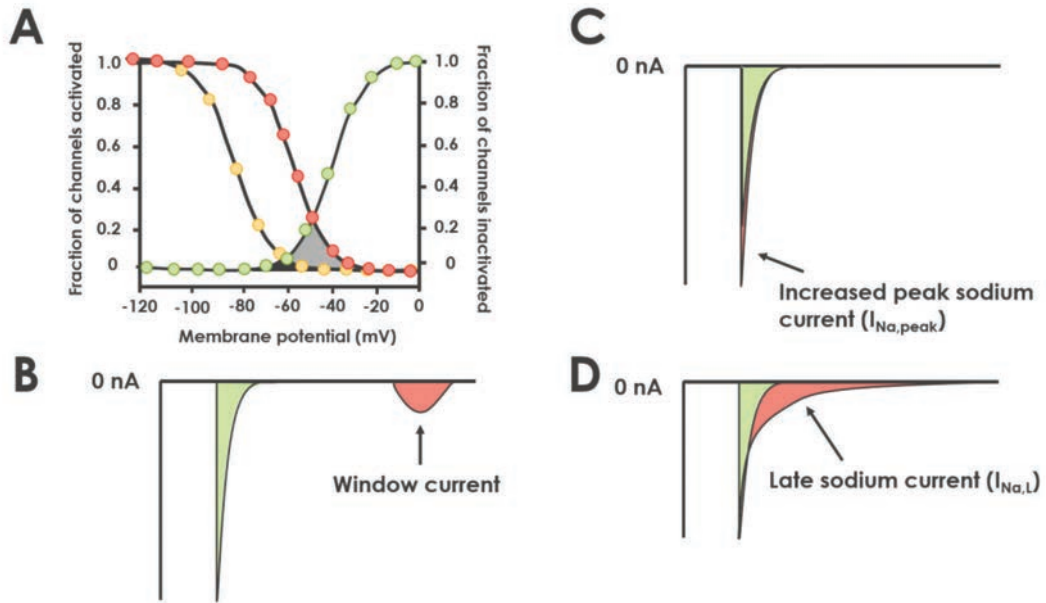 A
Fraction of channels activated
1.0
0.8
0.6
0.4
0.2
0
Fraction of channels inactivated
1.0
0.8
0.6
0.4
0.2
0
-120
-100
-80
-60
-40
-20
0
Membrane potential (mV)
B
0 nA
Window current
C
0 nA
Increased peak sodium
current (INa,peak)
D
0 nA
Late sodium current (INa,L)